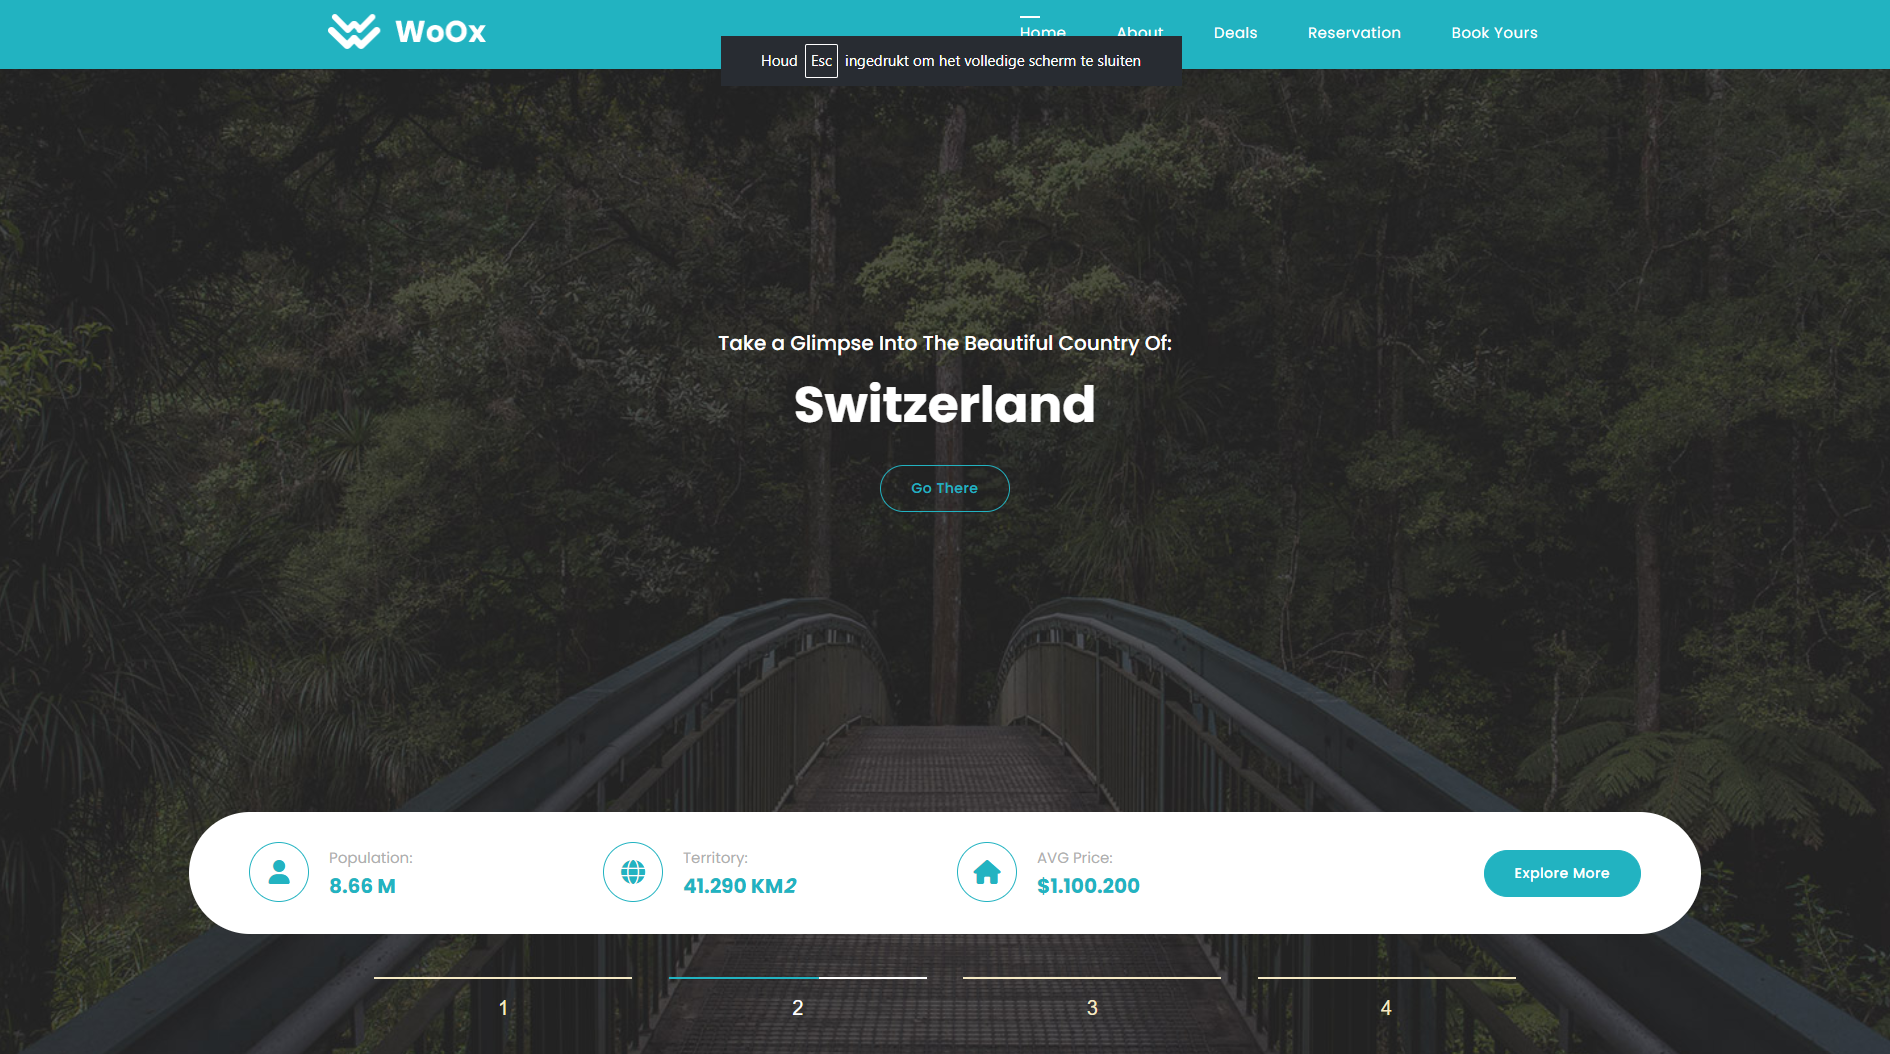 WoOx
Home About Deals Reservation Book Yours
Houd Esc ingedrukt om het volledige scherm te sluiten
Take a Glimpse Into The Beautiful Country Of:
Switzerland
Go There
Population:
8.66 M
Territory:
41.290 KM2
AVG Price:
$1.100.200
Explore More
1 2 3 4